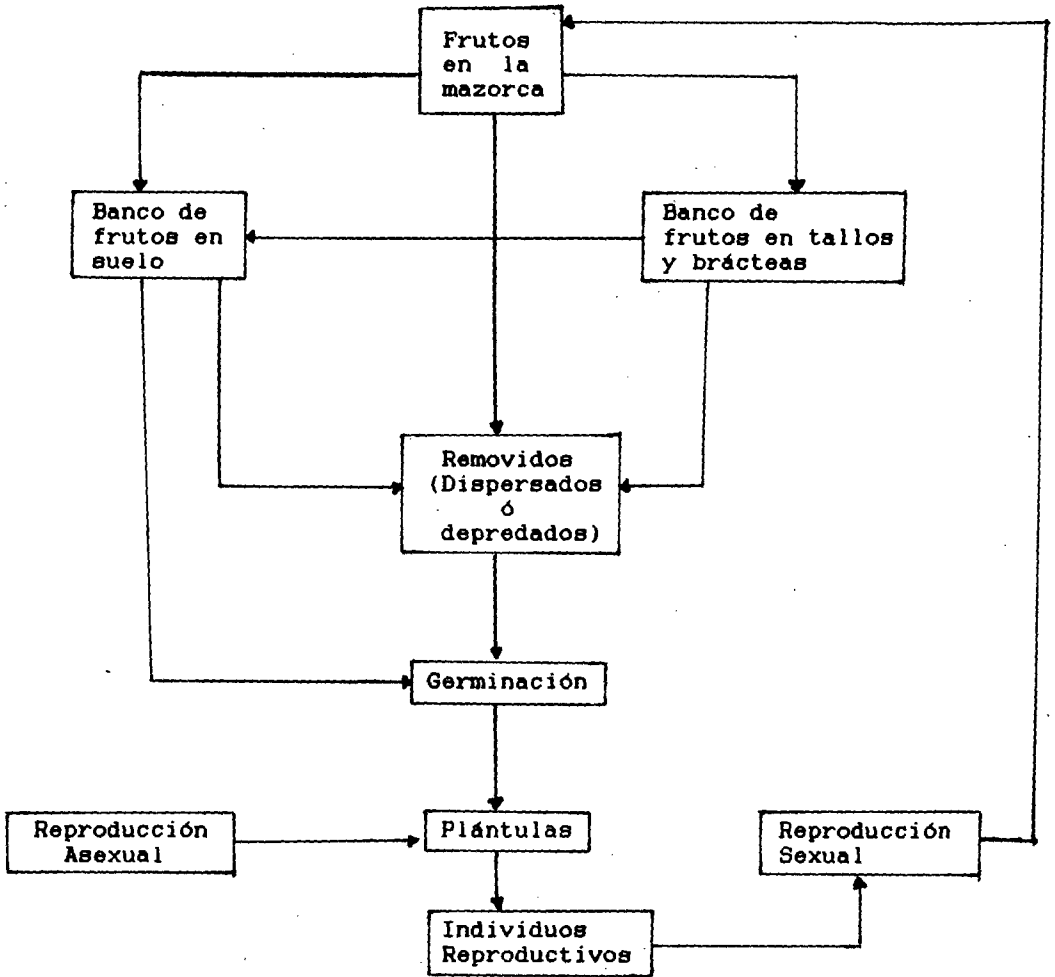 Frutos
en la
mazorca
Banco de
frutos en
suelo
Banco de
frutos en tallos
y brácteas
Removidos
(Dispersados
ó
depredados)
Germinación
Reproducción
Asexual
Plántulas
Reproducción
Sexual
Individuos
Reproductivos